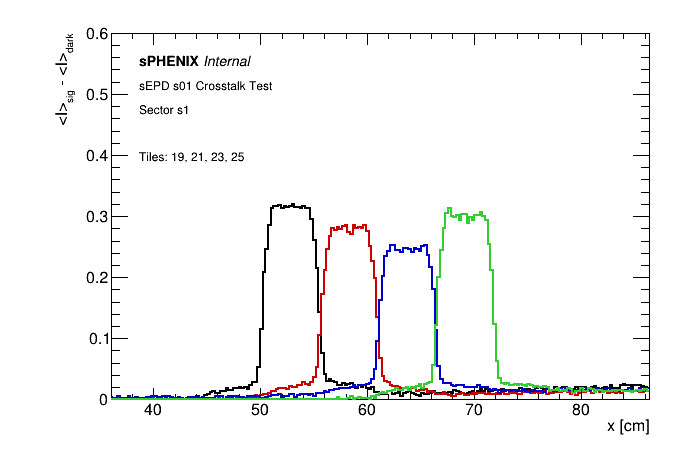 <I>sig - <I>dark
0.6
0.5
0.4
0.3
0.2
0.1
0
sPHENIX Internal
sEPD s01 Crosstalk Test
Sector s1
Tiles: 19, 21, 23, 25
40 50 60 70 80
x [cm]